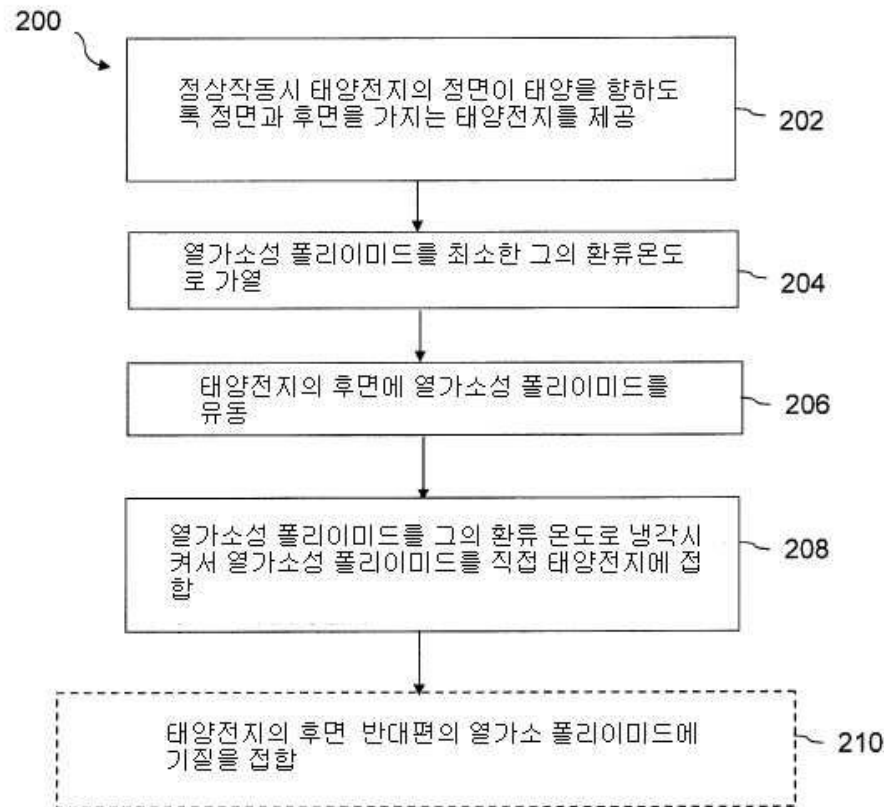 200
정상작동시 태양전지의 정면이 태양을 향하도
록 정면과 후면을 가지는 태양전지를 제공
202
열가소성 폴리이미드를 최소한 그의 환류온도
로 가열
204
태양전지의 후면에 열가소성 폴리이미드를
유동
206
열가소성 폴리이미드를 그의 환류 온도로 냉각시
켜서 열가소성 폴리이미드를 직접 태양전지에 접
합
208
태양전지의 후면 반대편의 열가소 폴리이미드에
기질을 접합
210